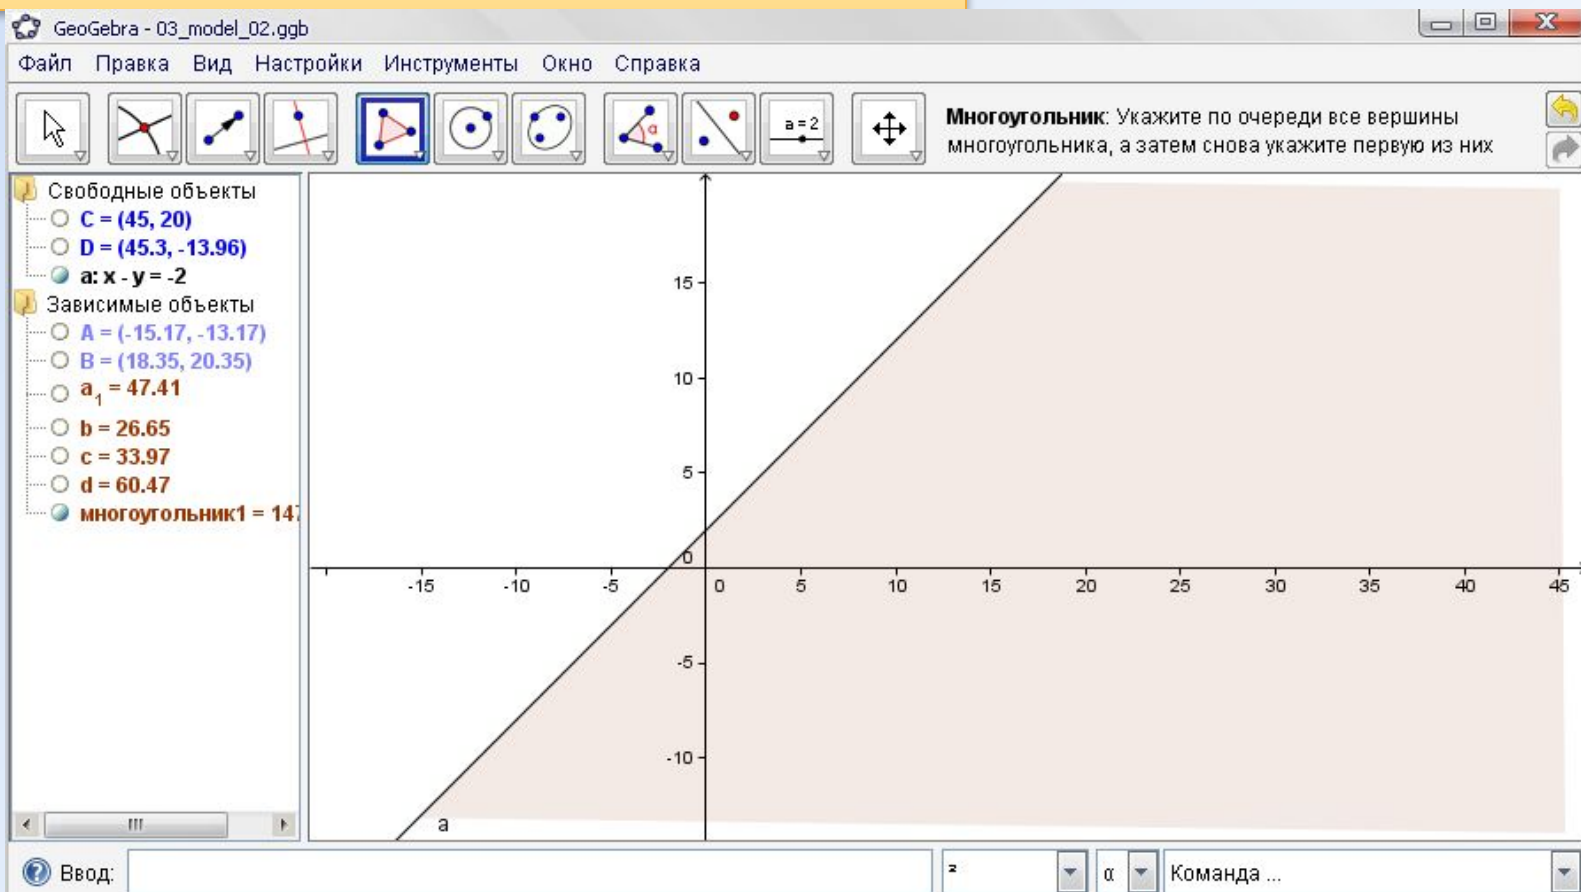 GeoGebra - 03_model_02.ggb
Файл Правка Вид Настройки Инструменты Окно Справка
a = 2
α
Многоугольник: Укажите по очереди все вершины
многоугольника, а затем снова укажите первую из них
Свободные объекты
C = (45, 20)
D = (45.3, -13.96)
a: x - y = -2
Зависимые объекты
A = (-15.17, -13.17)
B = (18.35, 20.35)
a₁ = 47.41
b = 26.65
c = 33.97
d = 60.47
многоугольник1 = 147
15
10
5
0
-15 -10 -5 0 5 10 15 20 25 30 35 40 45
-5
-10
a
Ввод:
²
α
Команда ...